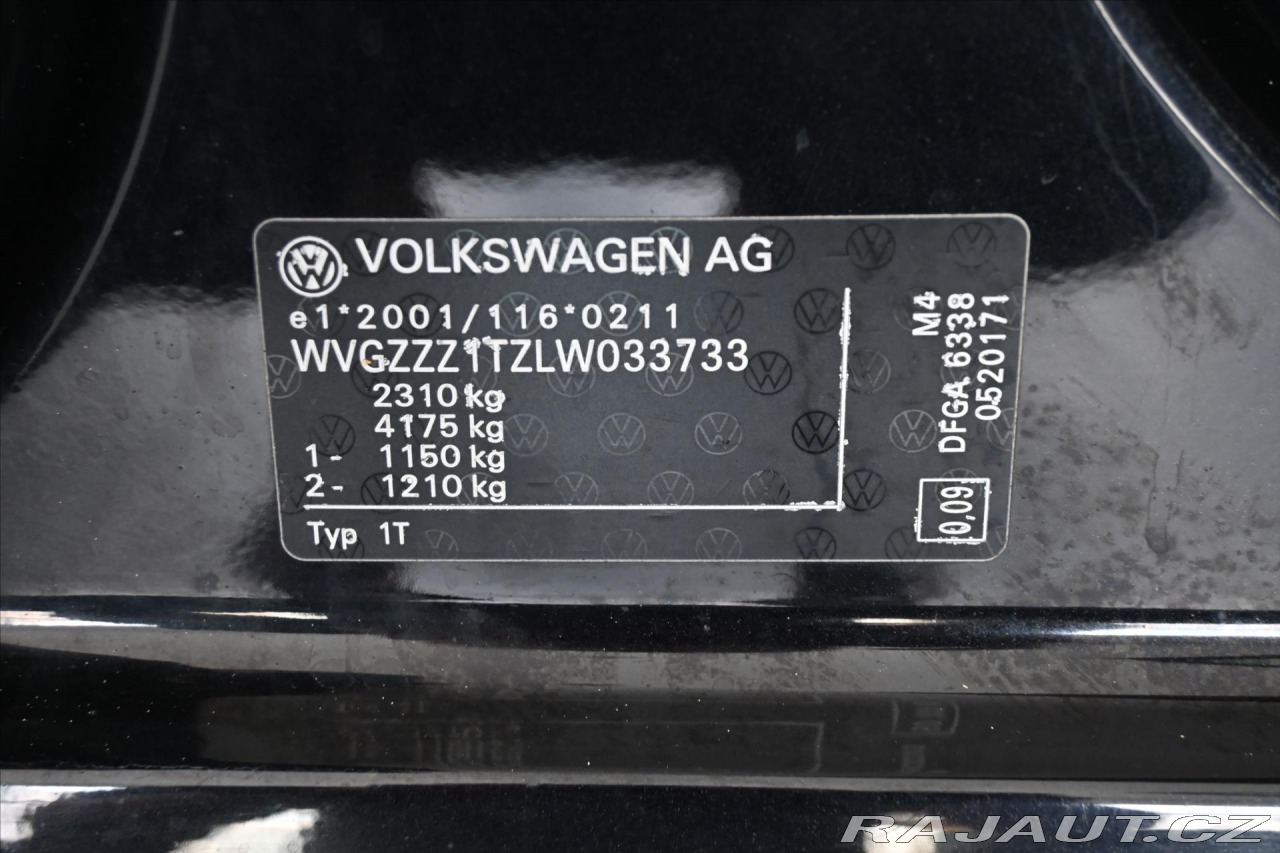 VOLKSWAGEN AG
e1*2001/116*0211
WVGZZZ1TZLW033733
2310 kg
4175 kg
1- 1150 kg
2- 1210 kg
Typ 1T
M4
DFGA 6338
0520171
0,09
RAJAUT.CZ